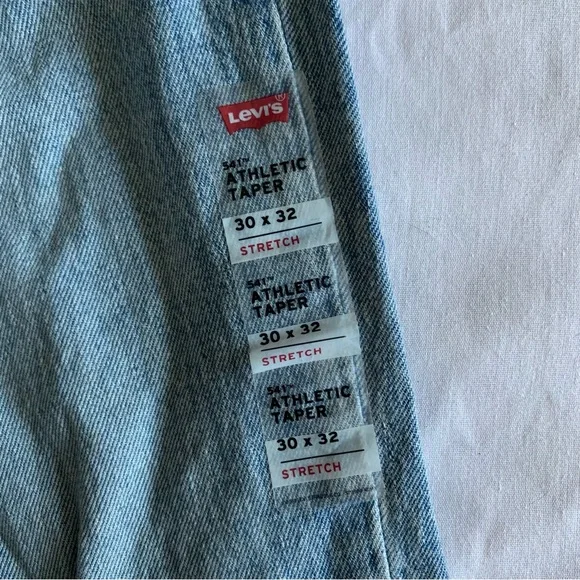 Levi's
541™
ATHLETIC
TAPER
30 x 32
STRETCH
541™
ATHLETIC
TAPER
30 x 32
STRETCH
541™
ATHLETIC
TAPER
30 x 32
STRETCH